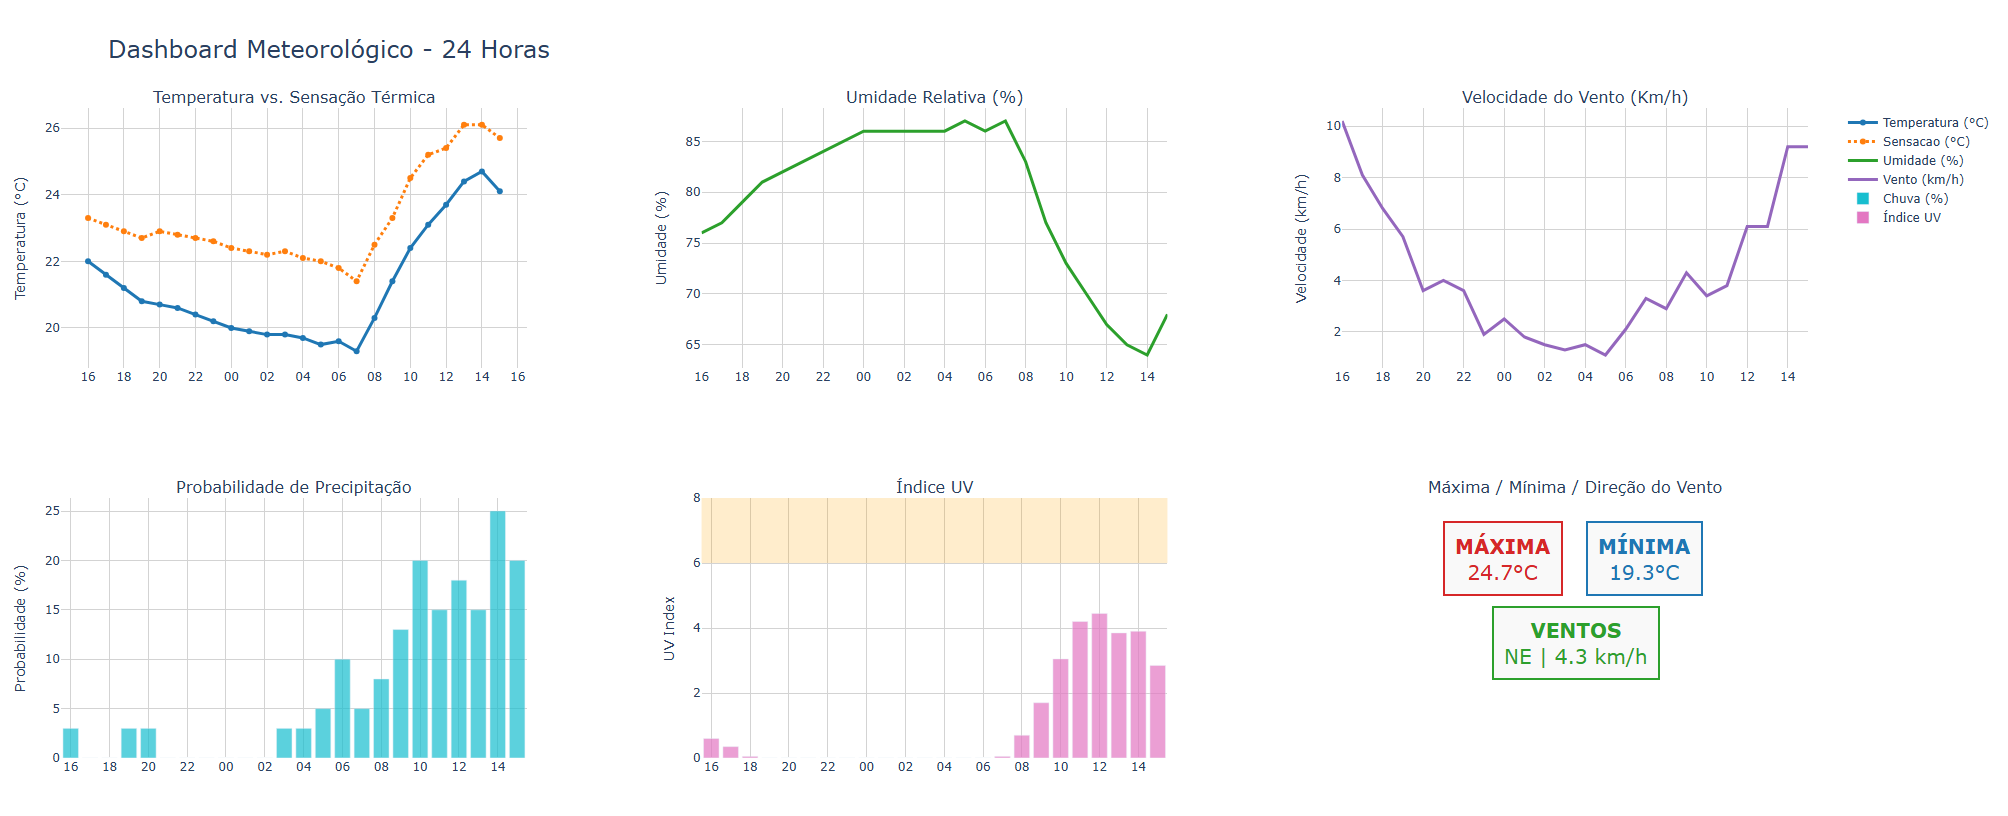 Dashboard Meteorológico - 24 Horas
Temperatura vs. Sensação Térmica
Temperatura (°C)
26
24
22
20
16 18 20 22 00 02 04 06 08 10 12 14 16
Umidade Relativa (%)
Umidade (%)
85
80
75
70
65
16 18 20 22 00 02 04 06 08 10 12 14
Velocidade do Vento (Km/h)
Velocidade (km/h)
10
8
6
4
2
16 18 20 22 00 02 04 06 08 10 12 14
Temperatura (°C)
Sensacao (°C)
Umidade (%)
Vento (km/h)
Chuva (%)
Índice UV
Probabilidade de Precipitação
Probabilidade (%)
25
20
15
10
5
0
16 18 20 22 00 02 04 06 08 10 12 14
Índice UV
UV Index
8
6
4
2
0
16 18 20 22 00 02 04 06 08 10 12 14
Máxima / Mínima / Direção do Vento
MÁXIMA
24.7°C
MÍNIMA
19.3°C
VENTOS
NE | 4.3 km/h